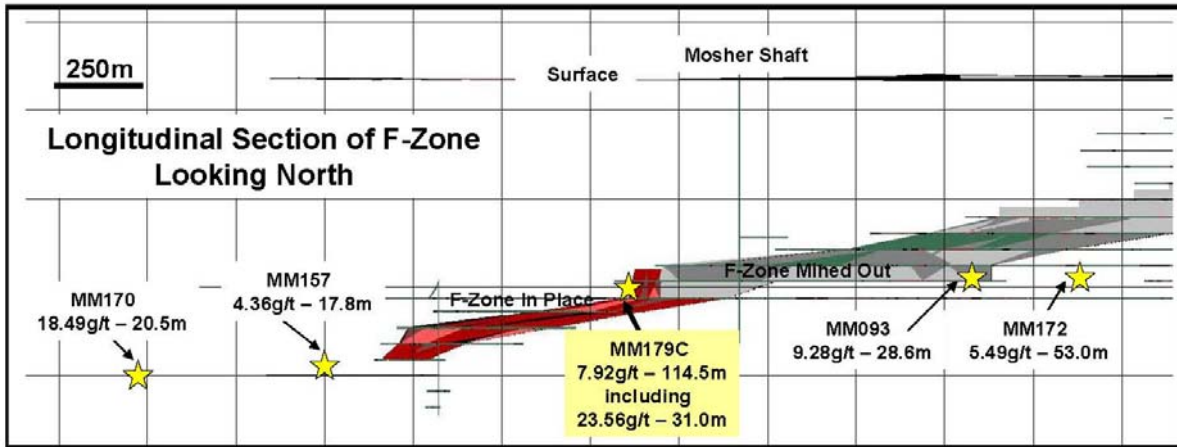 250m
Mosher Shaft
Surface
Longitudinal Section of F-Zone
Looking North
MM170
18.49g/t – 20.5m
MM157
4.36g/t – 17.8m
F-Zone In Place
F-Zone Mined Out
MM179C
7.92g/t – 114.5m
including
23.56g/t – 31.0m
MM093
9.28g/t – 28.6m
MM172
5.49g/t – 53.0m